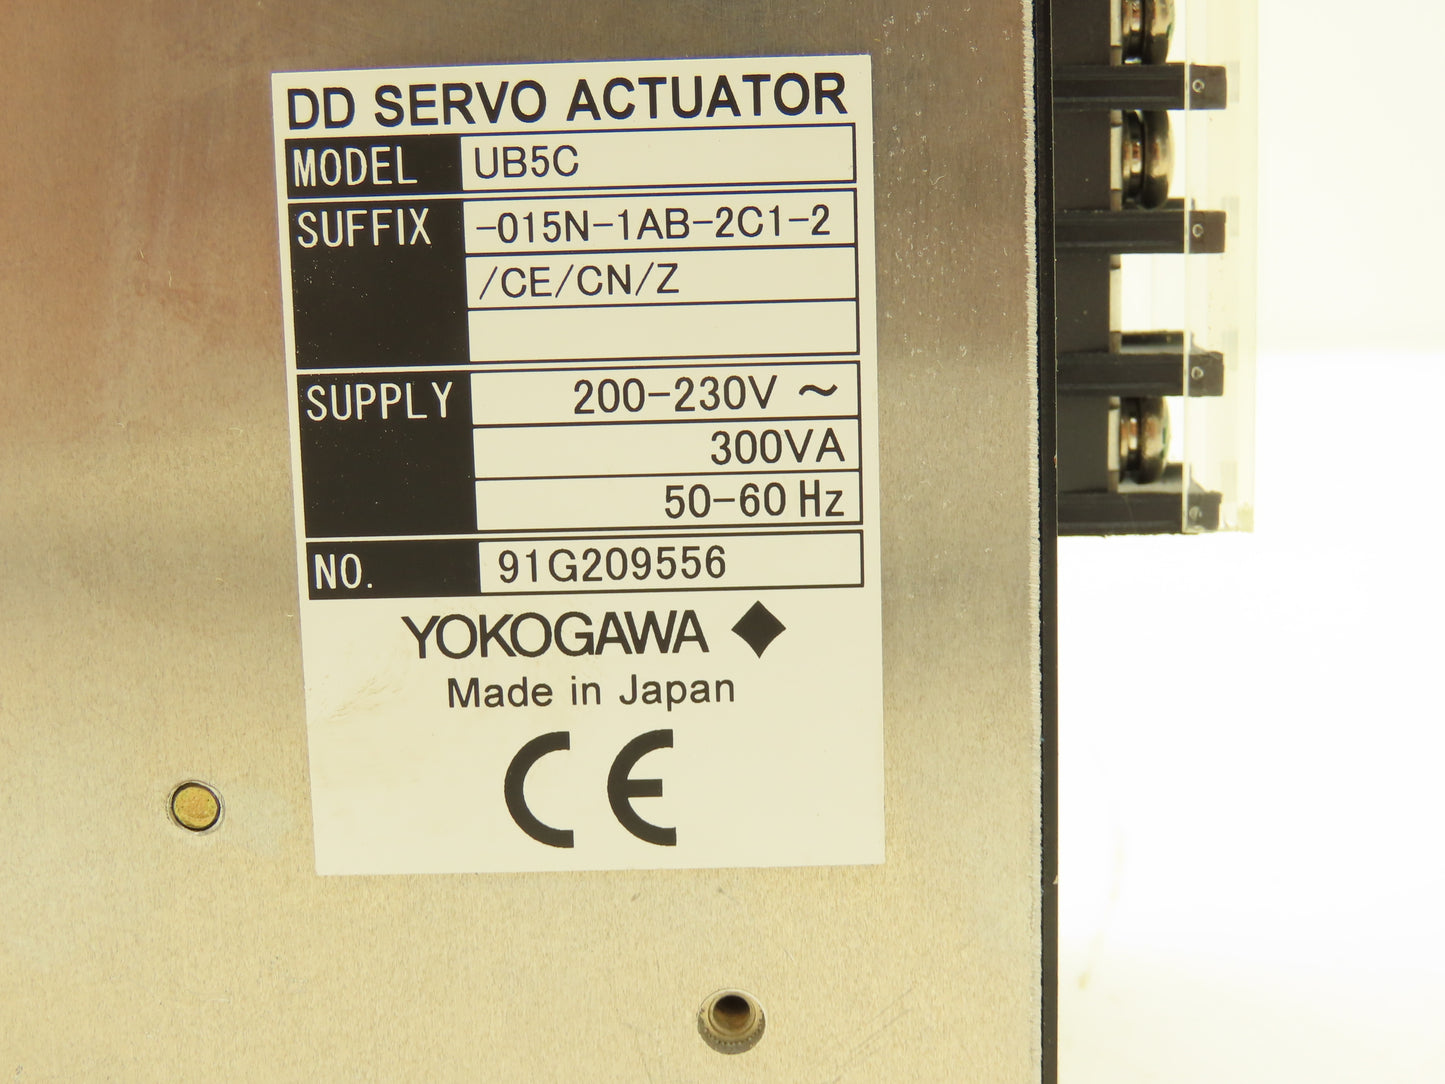 DD SERVO ACTUATOR
MODEL UB5C
SUFFIX -015N-1AB-2C1-2
/CE/CN/Z
SUPPLY 200-230V ~
300VA
50-60 Hz
NO. 91G209556
YOKOGAWA
Made in Japan
CE